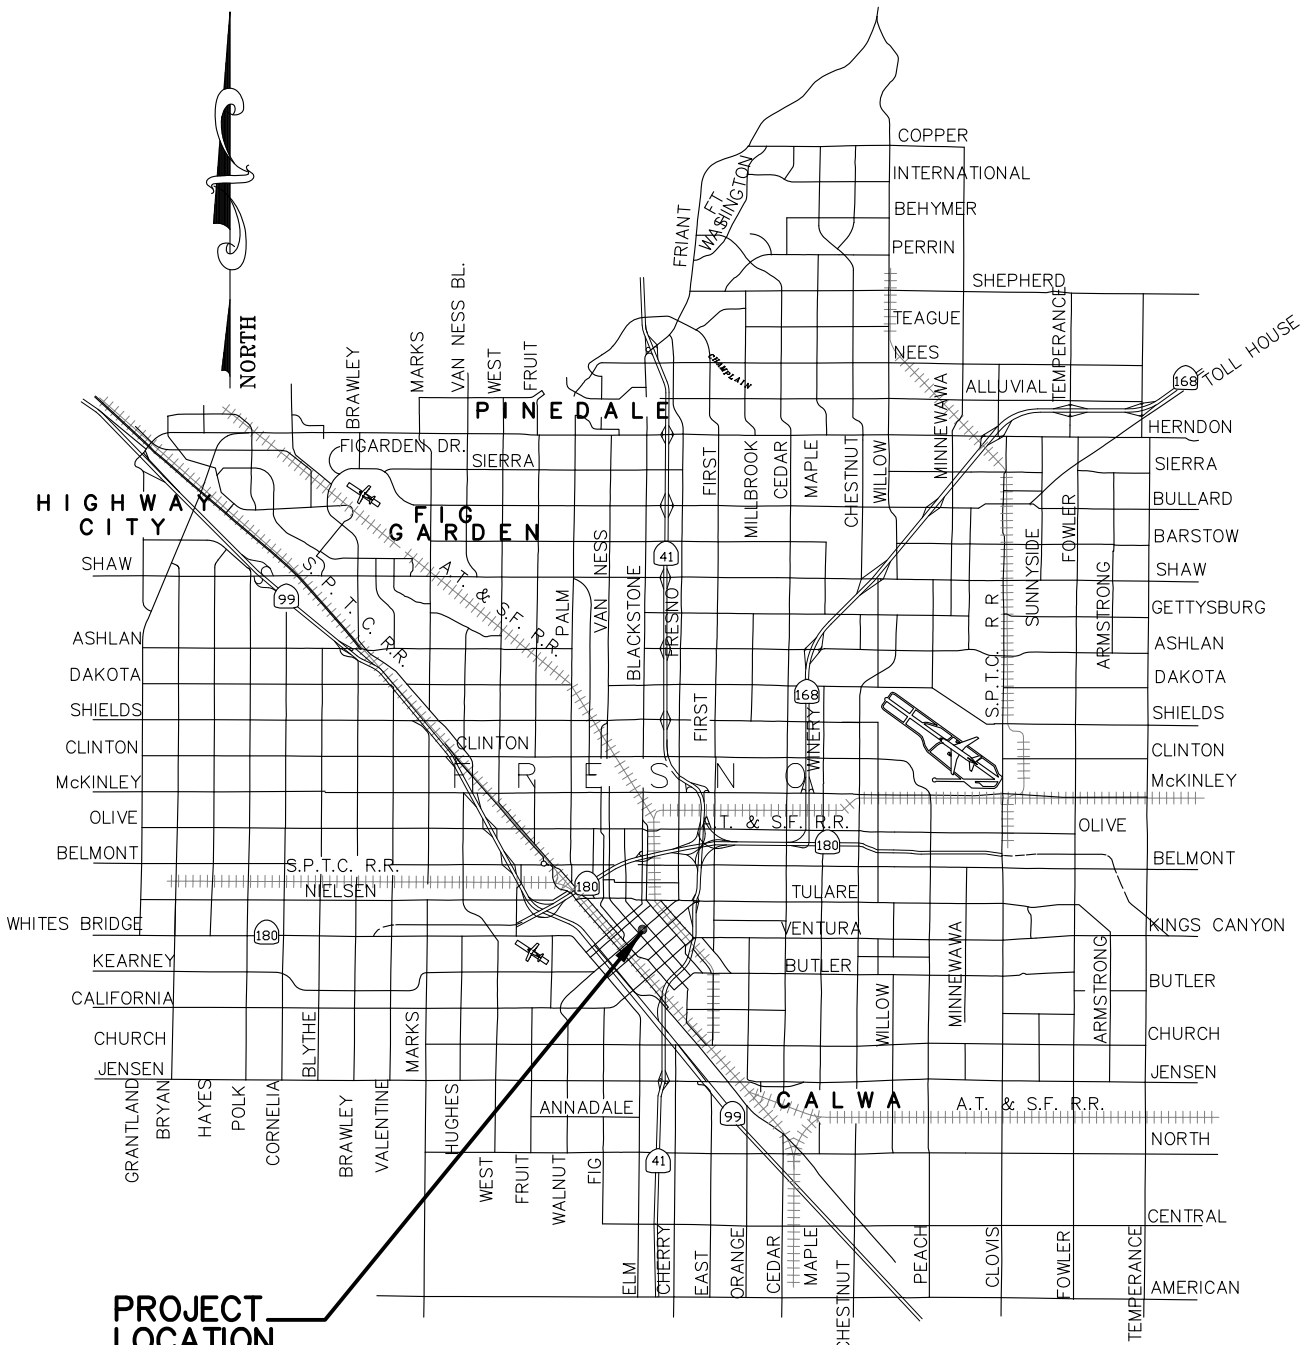 COPPER
INTERNATIONAL
FT
WASHINGTON
BEHYMER
FRIANT
PERRIN
SHEPHERD
TEMPERANCE
TEAGUE
NORTH
NEES
CHAMPLAIN
TOLL HOUSE
168
BRAWLEY
MARKS
VAN NESS BL.
WEST
FRUIT
ALLUVIAL
MINNEWAWA
PINEDALE
HERNDON
FIGARDEN DR.
SIERRA
FIRST
MILLBROOK
CEDAR
MAPLE
CHESTNUT
WILLOW
SIERRA
BULLARD
HIGHWAY
CITY
FIG
GARDEN
BARSTOW
SUNNYSIDE
FOWLER
41
SHAW
SHAW
S. P. T. C. R.R.
A.T. & S.F. R.R.
99
PALM
VAN NESS
BLACKSTONE
FRESNO
GETTYSBURG
ARMSTRONG
S.P.T.C. R R
ASHLAN
ASHLAN
DAKOTA
DAKOTA
168
WINERY
FIRST
SHIELDS
SHIELDS
CLINTON
CLINTON
CLINTON
FRESNO
McKINLEY
McKINLEY
OLIVE
A.T. & S.F. R.R.
OLIVE
180
BELMONT
BELMONT
S.P.T.C. R.R.
NIELSEN
180
TULARE
WHITES BRIDGE
180
VENTURA
KINGS CANYON
KEARNEY
BUTLER
BUTLER
MINNEWAWA
ARMSTRONG
WILLOW
CALIFORNIA
CHURCH
BLYTHE
MARKS
CHURCH
JENSEN
JENSEN
GRANTLAND
BRYAN
HAYES
POLK
CORNELIA
BRAWLEY
VALENTINE
HUGHES
ANNADALE
99
CALWA
A.T. & S.F. R.R.
NORTH
WEST
FRUIT
WALNUT
FIG
41
CENTRAL
ELM
CHERRY
EAST
ORANGE
CEDAR
MAPLE
CHESTNUT
PEACH
CLOVIS
FOWLER
TEMPERANCE
AMERICAN
PROJECT
LOCATION